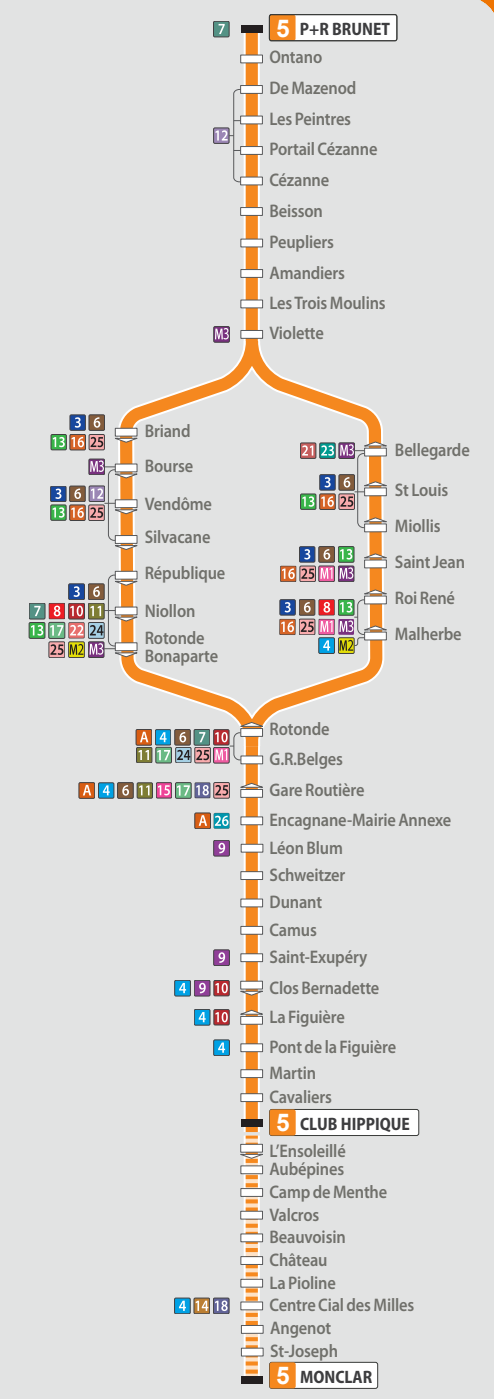 7 5 P+R BRUNET
Ontano
De Mazenod
Les Peintres
12
Portail Cézanne
Cézanne
Beisson
Peupliers
Amandiers
Les Trois Moulins
M3 Violette
3 6
13 16 25
Briand
M3 Bourse
3 6 12
13 16 25
Vendôme
Silvacane
République
3 6
7 8 10 11
13 17 22 24
25 M2 M3
Niollon
Rotonde
Bonaparte
21 23 M3 Bellegarde
3 6
13 16 25
St Louis
Miollis
3 6 13
16 25 M1 M3
Saint Jean
Roi René
3 6 8 13
16 25 M1 M3
4 M2
Malherbe
A 4 6 7 10
11 17 24 25 M1
Rotonde
G.R.Belges
A 4 6 11 15 17 18 25 Gare Routière
A 26 Encagnane-Mairie Annexe
9 Léon Blum
Schweitzer
Dunant
Camus
9 Saint-Exupéry
4 9 10 Clos Bernadette
4 10 La Figuière
4 Pont de la Figuière
Martin
Cavaliers
5 CLUB HIPPIQUE
L'Ensoleillé
Aubépines
Camp de Menthe
Valcros
Beauvoisin
Château
La Pioline
4 14 18 Centre Cial des Milles
Angenot
St-Joseph
5 MONCLAR